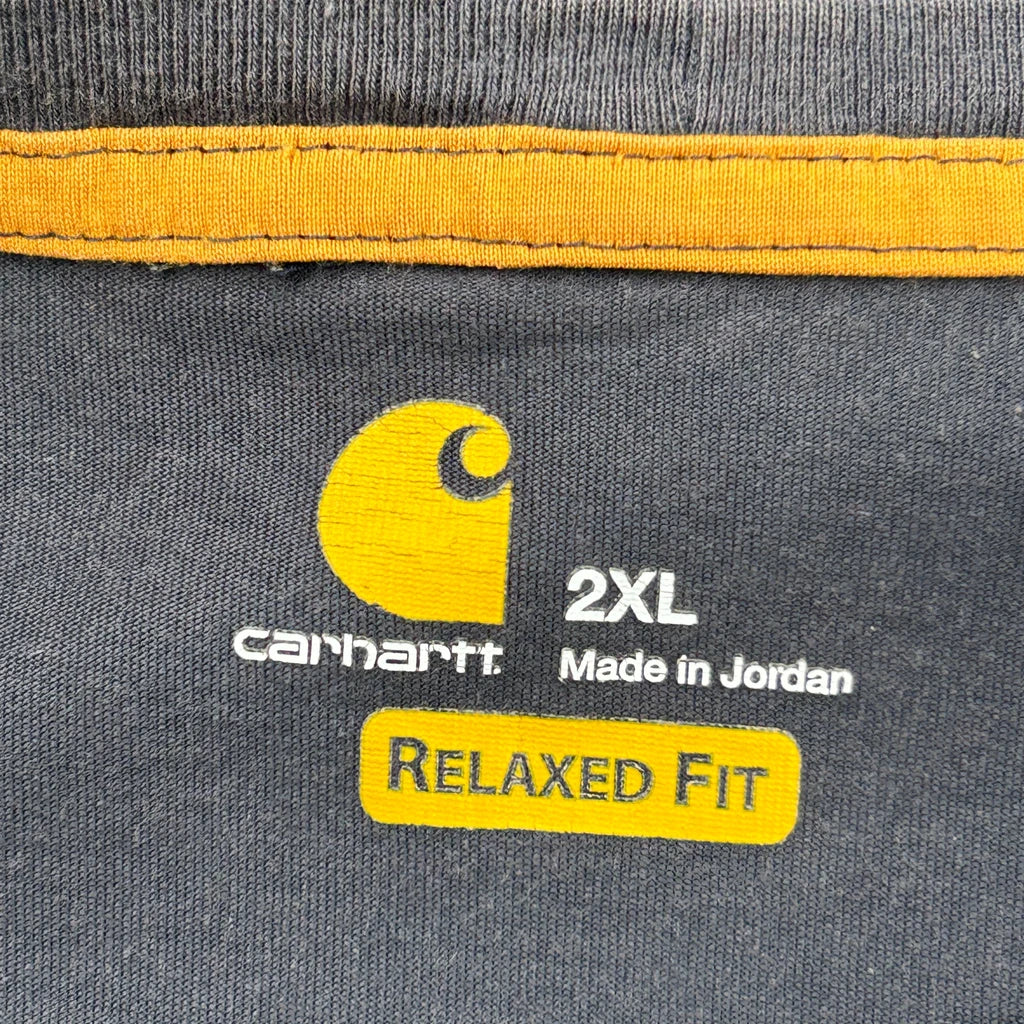 2XL
carhartt
Made in Jordan
RELAXED FIT